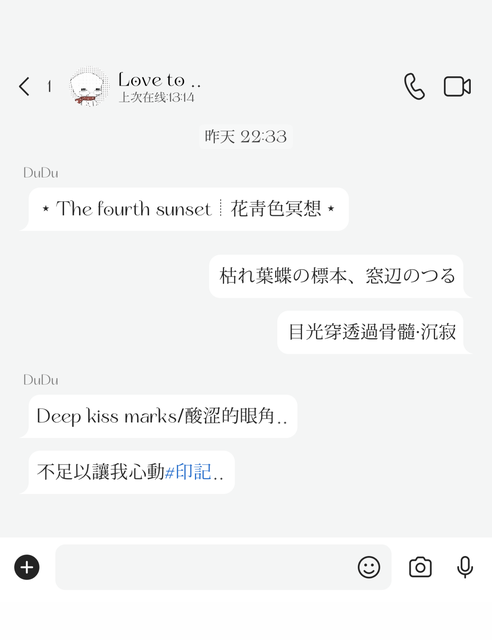 1
Love to ..
上次在线:13:14
昨天 22:33
DuDu
⋆ The fourth sunset ┊ 花靑色冥想 ⋆
枯れ葉蝶の標本、窓辺のつる
目光穿透過骨髓·沉寂
DuDu
Deep kiss marks/酸涩的眼角..
不足以讓我心動#印記..